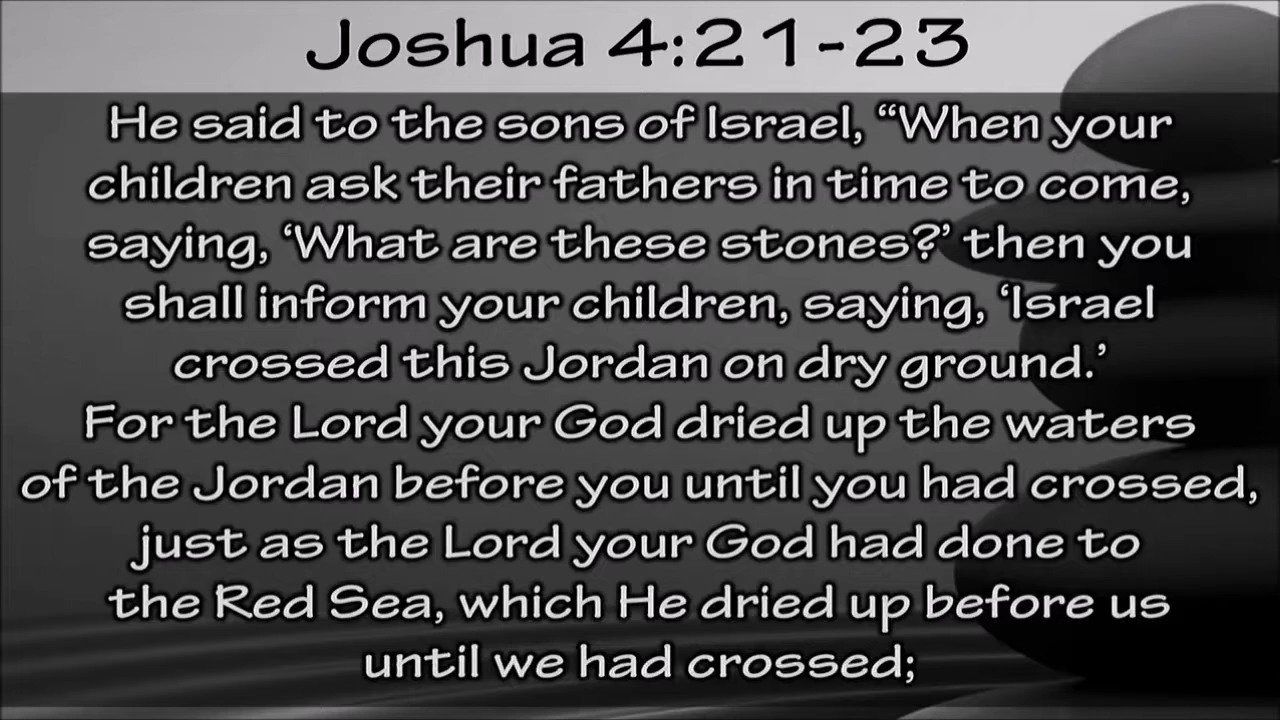 Joshua 4:21-23
He said to the sons of Israel, “When your
children ask their fathers in time to come,
saying, ‘What are these stones?’ then you
shall inform your children, saying, ‘Israel
crossed this Jordan on dry ground.’
For the Lord your God dried up the waters
of the Jordan before you until you had crossed,
just as the Lord your God had done to
the Red Sea, which He dried up before us
until we had crossed;